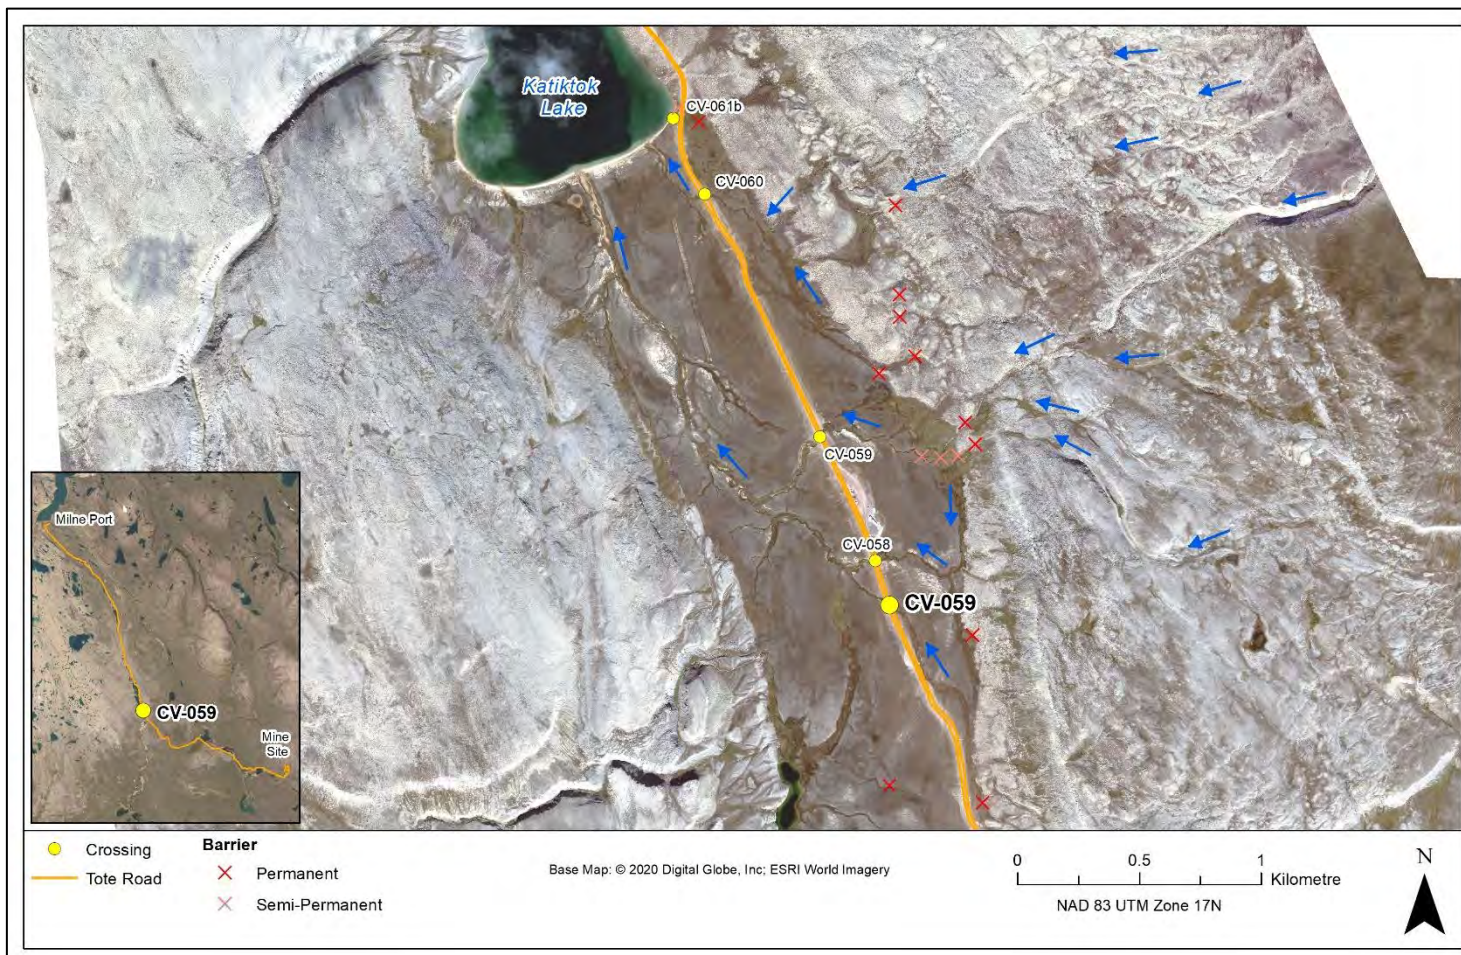 Katiktok
Lake
CV-061b
CV-060
CV-059
CV-058
CV-059
Milne Port
CV-059
Mine
Site
Crossing
Tote Road
Barrier
Permanent
Semi-Permanent
Base Map: © 2020 Digital Globe, Inc; ESRI World Imagery
0 0.5 1
Kilometre
NAD 83 UTM Zone 17N
N